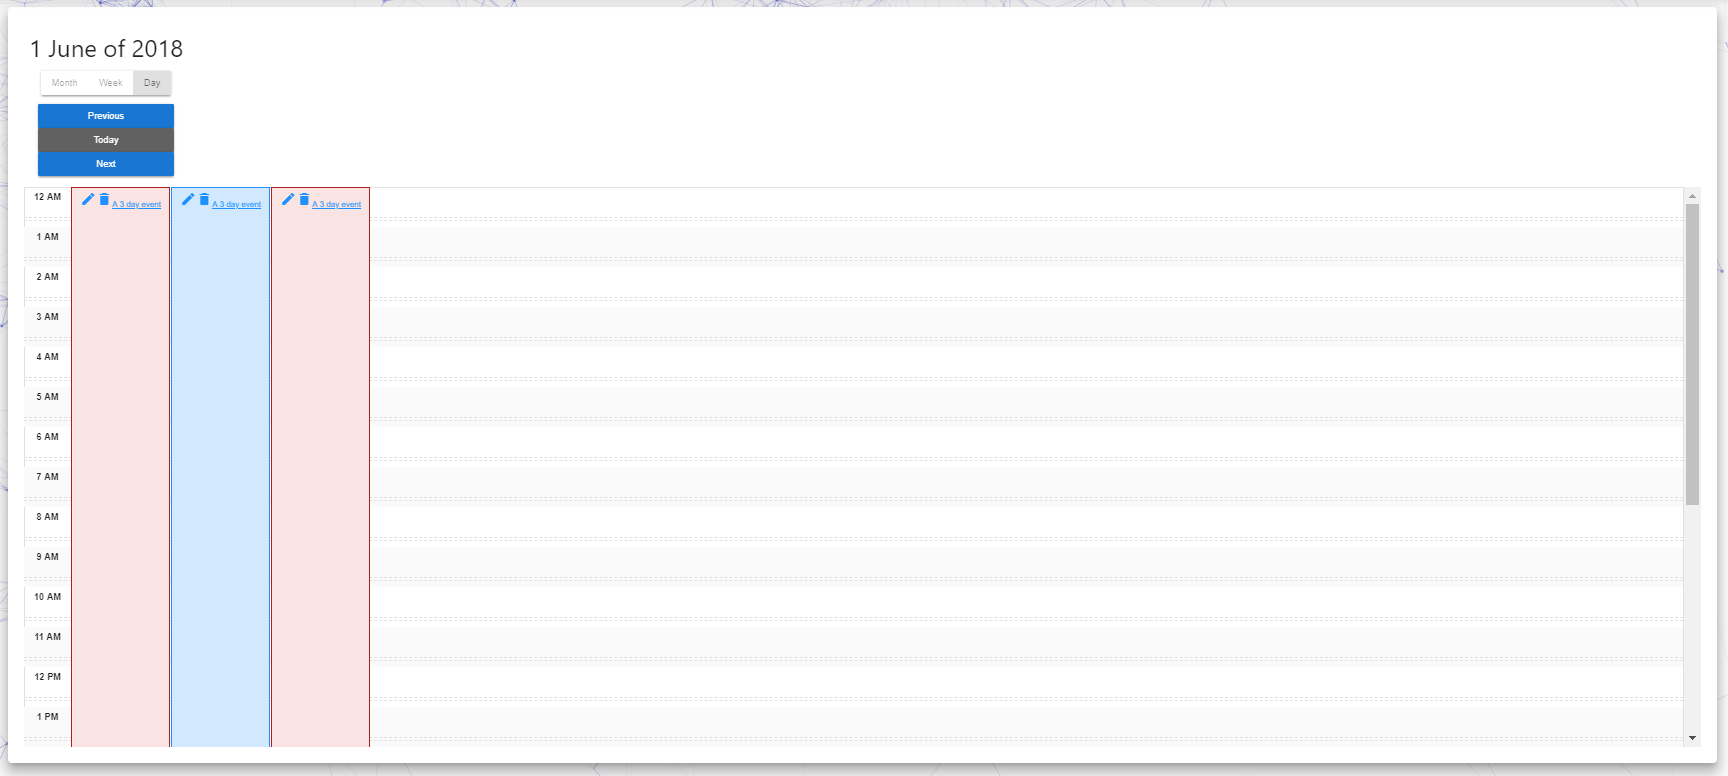 1 June of 2018
Month Week Day
Previous
Today
Next
12 AM A 3 day event A 3 day event A 3 day event
1 AM
2 AM
3 AM
4 AM
5 AM
6 AM
7 AM
8 AM
9 AM
10 AM
11 AM
12 PM
1 PM